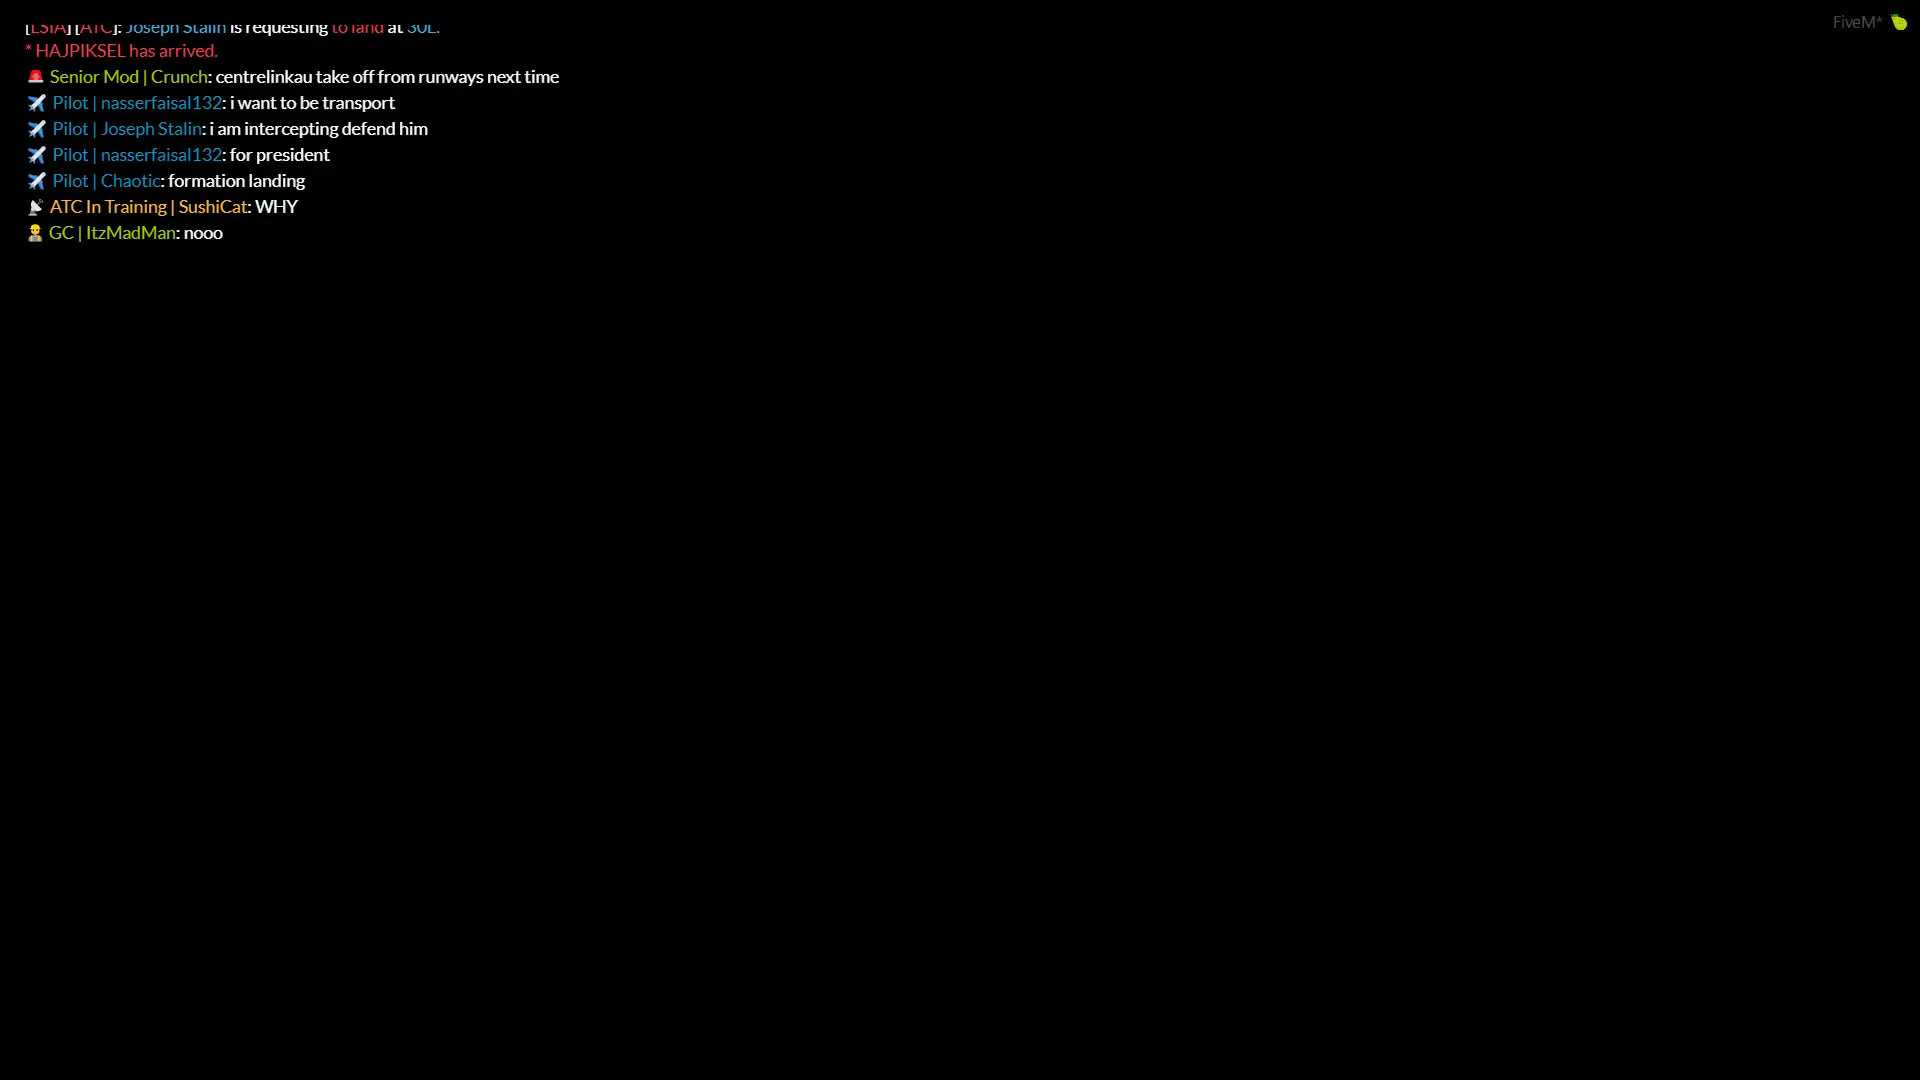 [LSIA] [ATC]: Joseph Stalin is requesting to land at 30L.
* HAJPIKSEL has arrived.
Senior Mod | Crunch: centrelinkau take off from runways next time
Pilot | nasserfaisal132: i want to be transport
Pilot | Joseph Stalin: i am intercepting defend him
Pilot | nasserfaisal132: for president
Pilot | Chaotic: formation landing
ATC In Training | SushiCat: WHY
GC | ItzMadMan: nooo
FiveM*